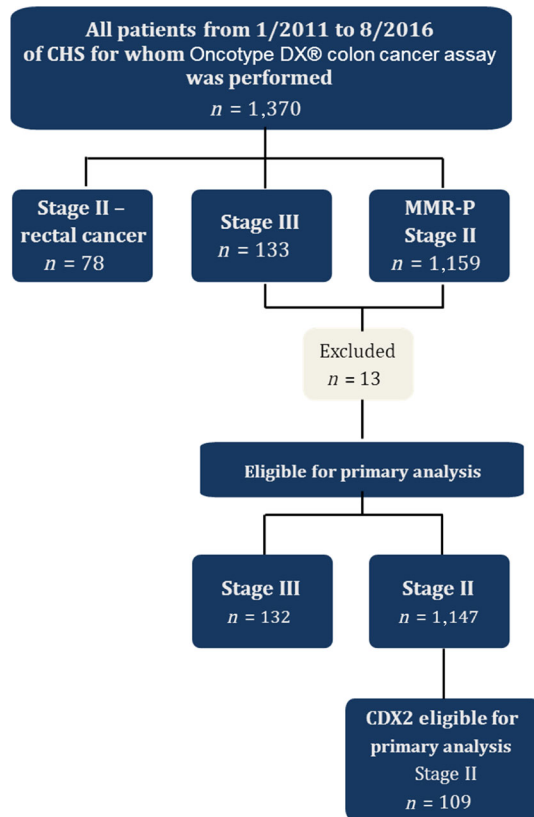 All patients from 1/2011 to 8/2016
of CHS for whom Oncotype DX® colon cancer assay
was performed
n = 1,370
Stage II –
rectal cancer
n = 78
Stage III
n = 133
MMR-P
Stage II
n = 1,159
Excluded
n = 13
Eligible for primary analysis
Stage III
n = 132
Stage II
n = 1,147
CDX2 eligible for
primary analysis
Stage II
n = 109